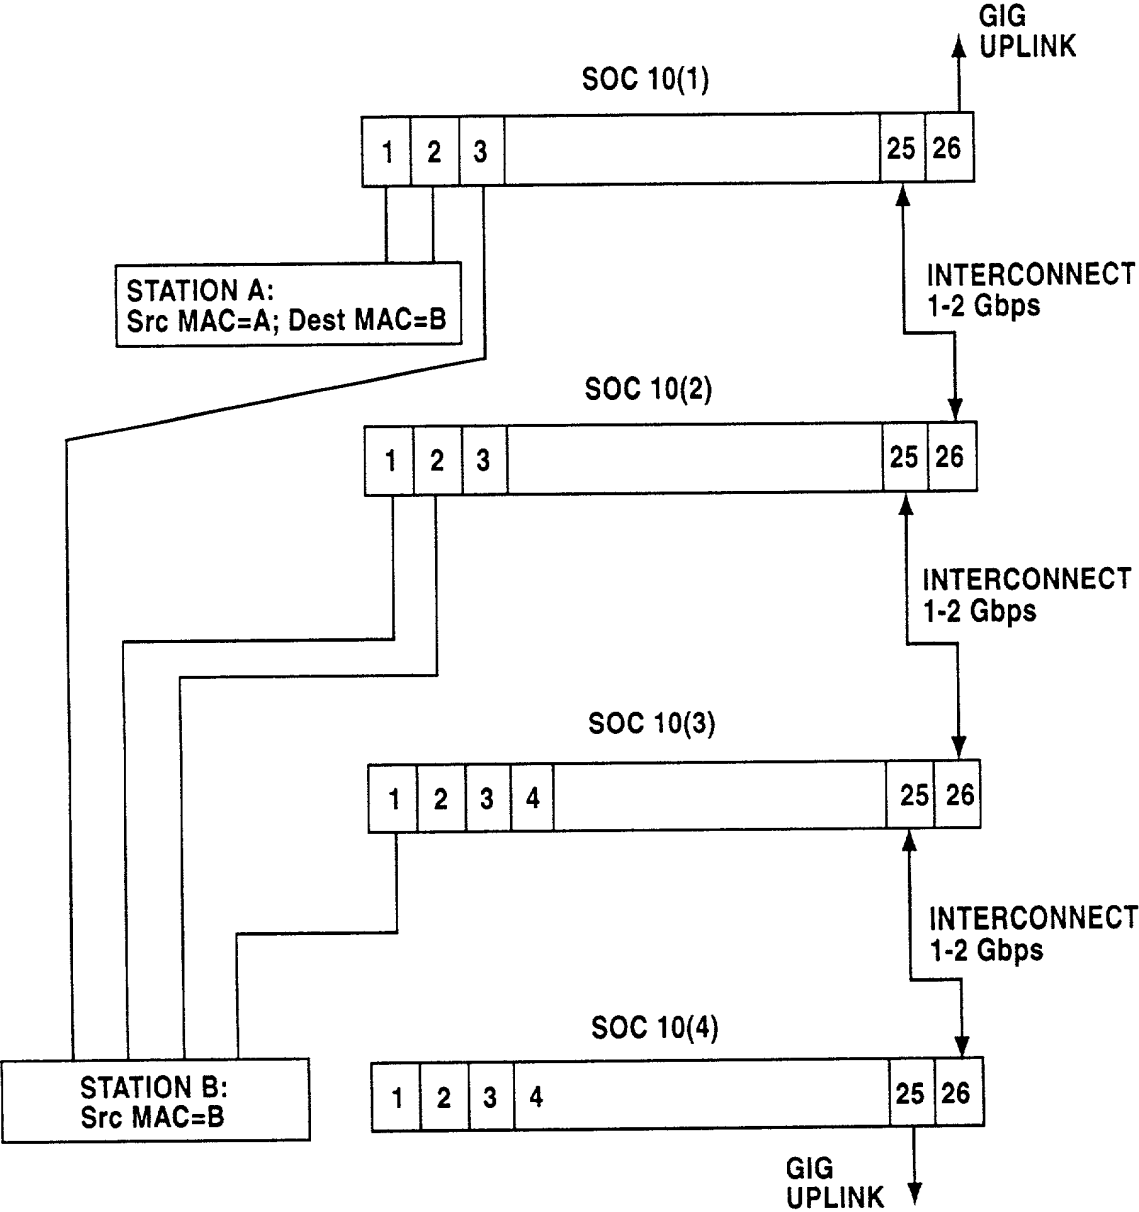 GIG
UPLINK
SOC 10(1)
1 2 3 25 26
STATION A:
Src MAC=A; Dest MAC=B
INTERCONNECT
1-2 Gbps
SOC 10(2)
1 2 3 25 26
INTERCONNECT
1-2 Gbps
SOC 10(3)
1 2 3 4 25 26
INTERCONNECT
1-2 Gbps
SOC 10(4)
1 2 3 4 25 26
STATION B:
Src MAC=B
GIG
UPLINK